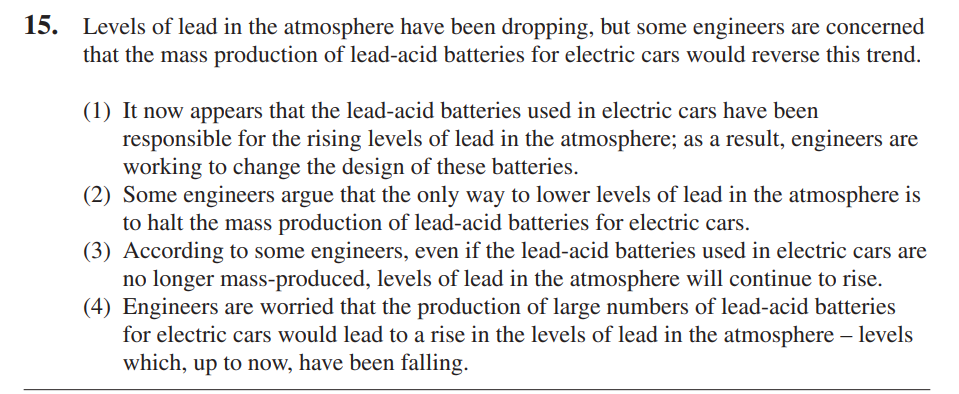 15. Levels of lead in the atmosphere have been dropping, but some engineers are concerned
that the mass production of lead-acid batteries for electric cars would reverse this trend.
(1) It now appears that the lead-acid batteries used in electric cars have been
responsible for the rising levels of lead in the atmosphere; as a result, engineers are
working to change the design of these batteries.
(2) Some engineers argue that the only way to lower levels of lead in the atmosphere is
to halt the mass production of lead-acid batteries for electric cars.
(3) According to some engineers, even if the lead-acid batteries used in electric cars are
no longer mass-produced, levels of lead in the atmosphere will continue to rise.
(4) Engineers are worried that the production of large numbers of lead-acid batteries
for electric cars would lead to a rise in the levels of lead in the atmosphere – levels
which, up to now, have been falling.